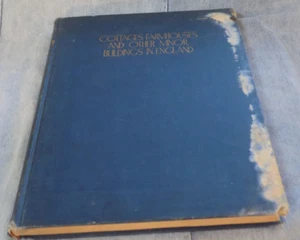 COTTAGES FARMHOUSES
AND OTHER MINOR
BUILDINGS IN ENGLAND